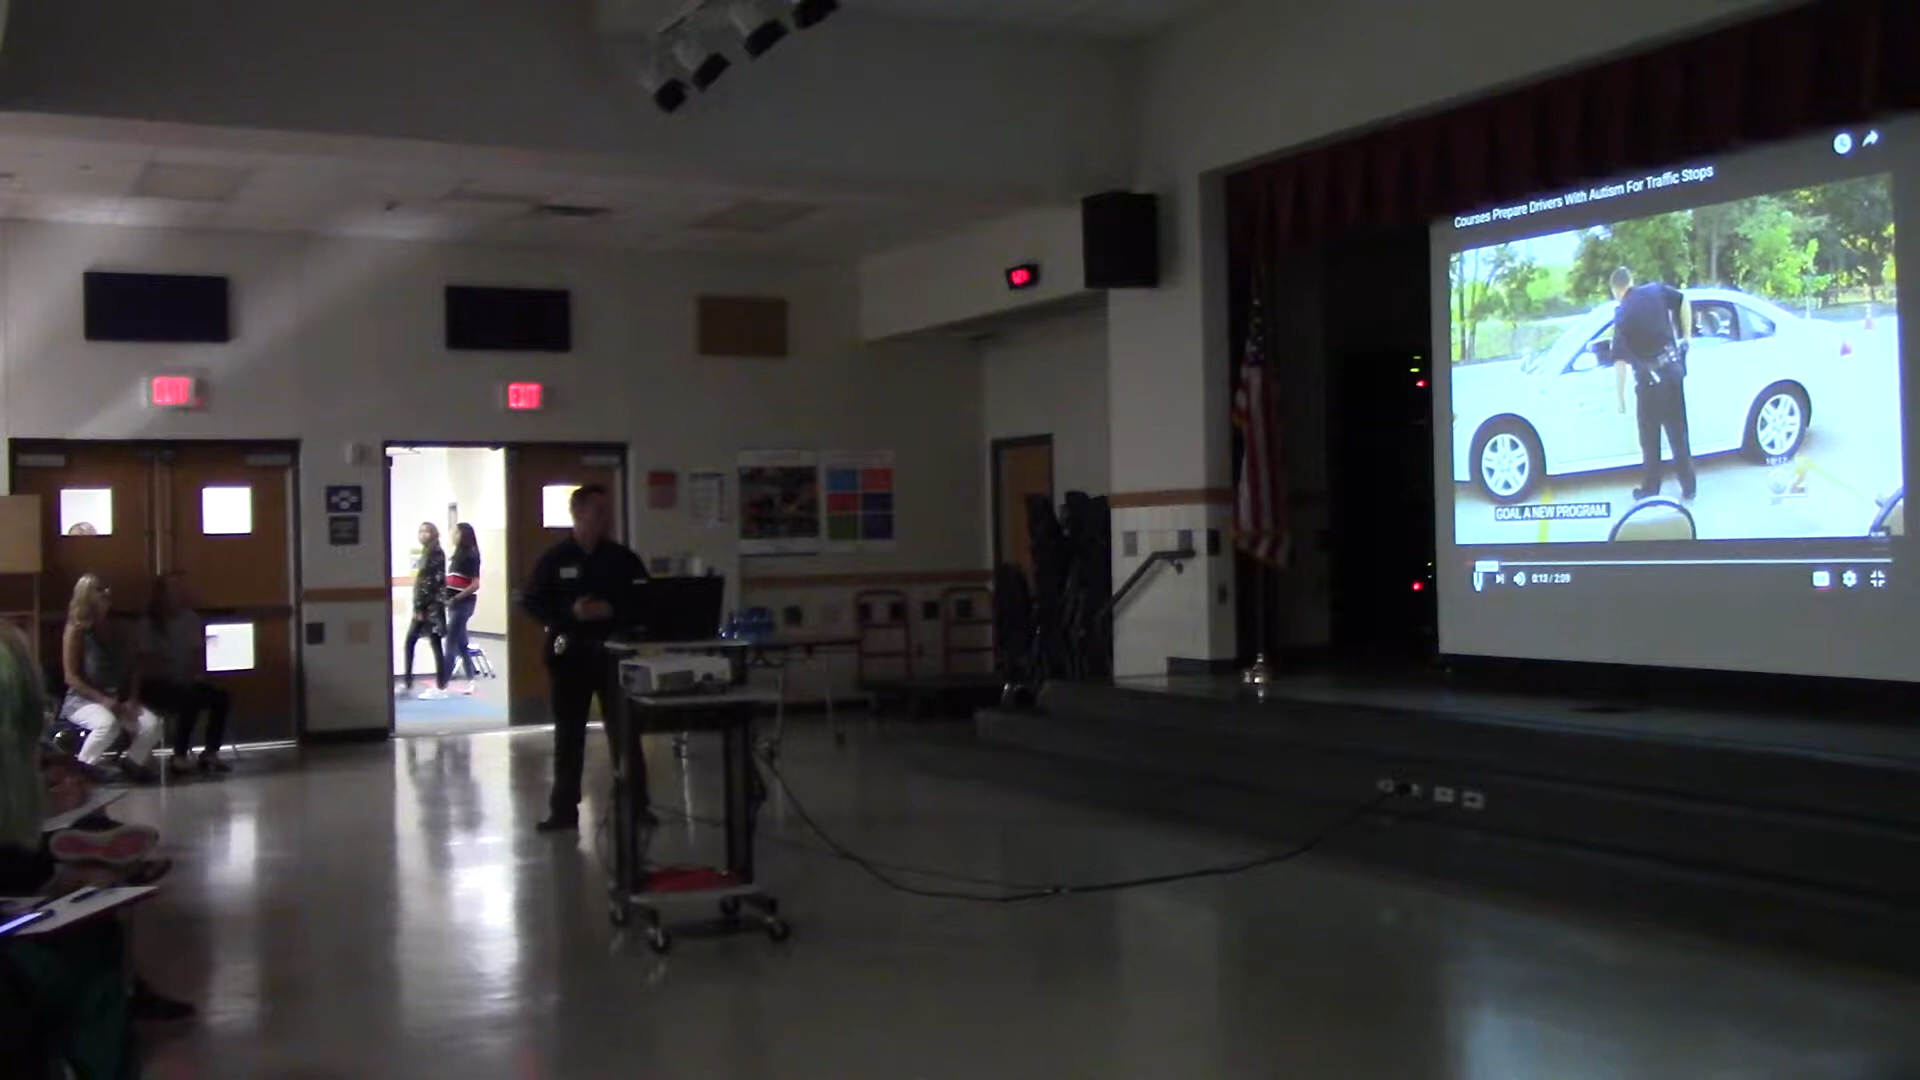 EXIT
EXIT
Courses Prepare Drivers With Autism For Traffic Stops
GOAL A NEW PROGRAM.
0:13 / 2:09